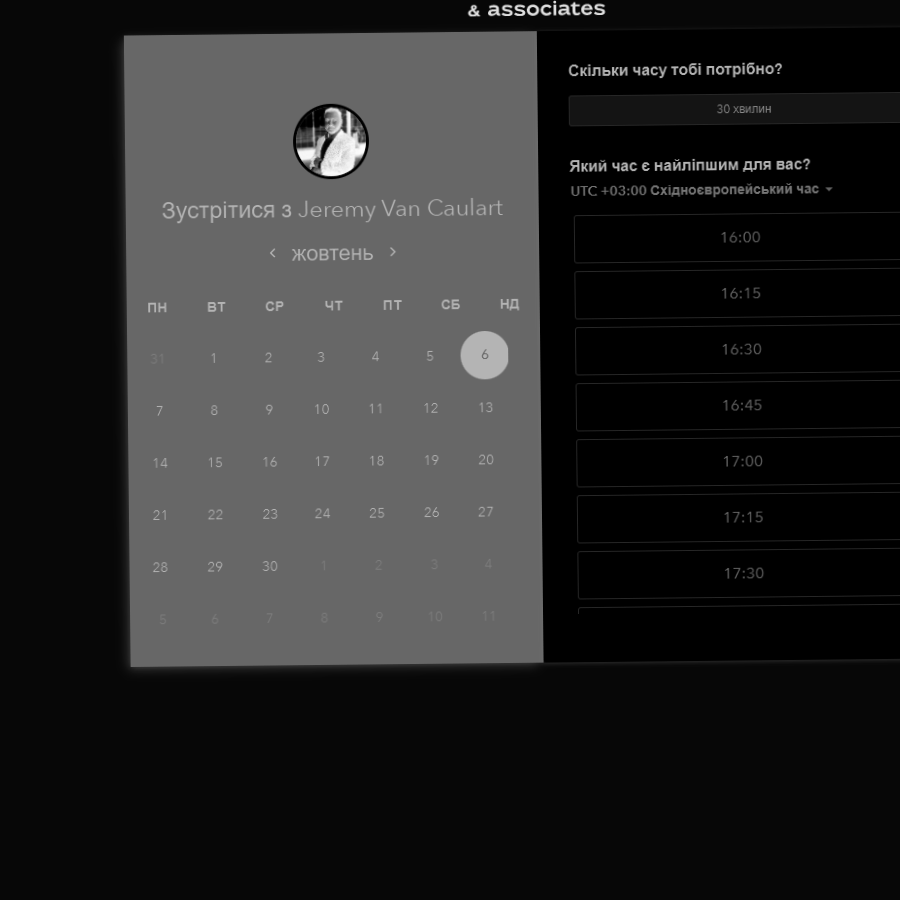 & associates
Зустрітися з Jeremy Van Caulart
жовтень
ПН ВТ СР ЧТ ПТ СБ НД
31 1 2 3 4 5 6
7 8 9 10 11 12 13
14 15 16 17 18 19 20
21 22 23 24 25 26 27
28 29 30 1 2 3 4
5 6 7 8 9 10 11
Скільки часу тобі потрібно?
30 хвилин
Який час є найліпшим для вас?
UTC +03:00 Східноєвропейський час
16:00
16:15
16:30
16:45
17:00
17:15
17:30